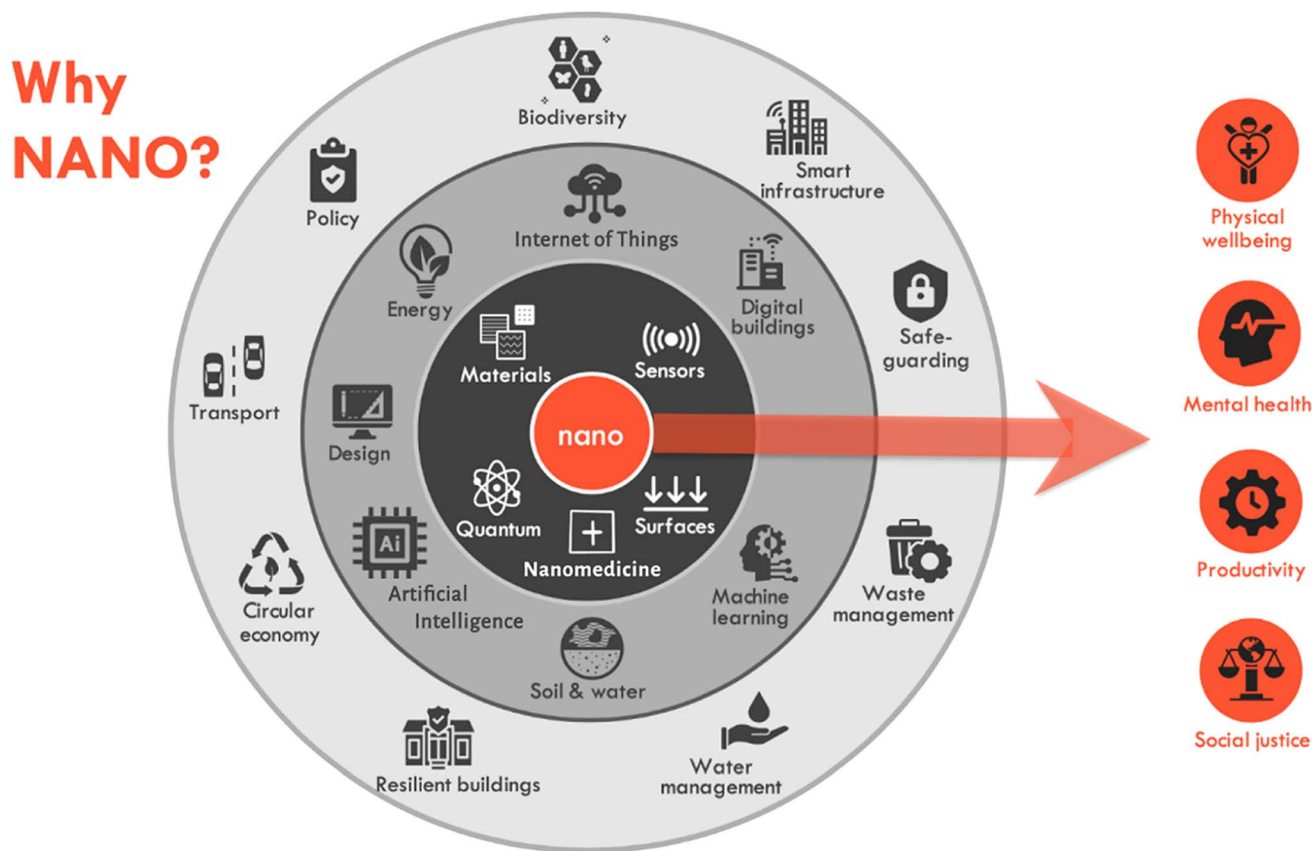 Why
NANO?
Biodiversity
Smart
infrastructure
Policy
Safe-
guarding
Transport
Circular
economy
Waste
management
Resilient buildings
Water
management
Internet of Things
Energy
Digital
buildings
Design
Ai
Artificial
Intelligence
Machine
learning
Soil & water
Materials
Sensors
nano
Quantum
Surfaces
Nanomedicine
Physical
wellbeing
Mental health
Productivity
Social justice